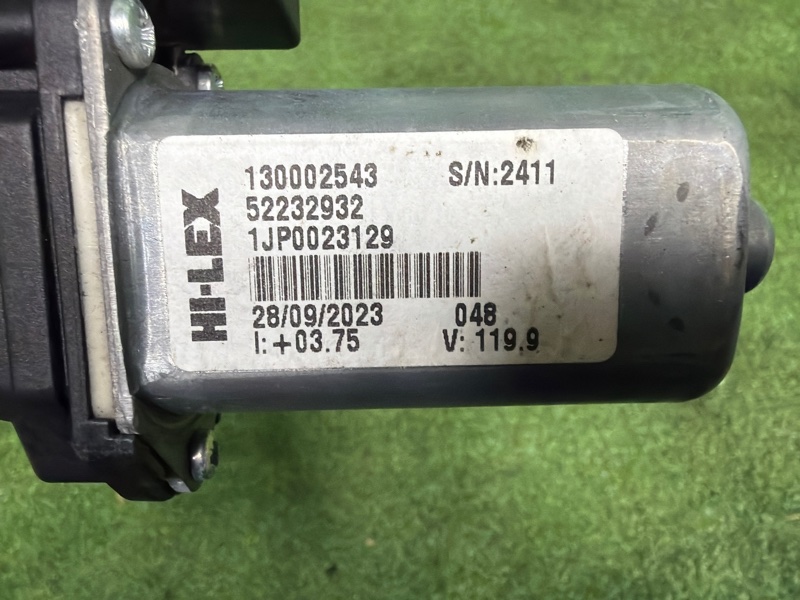 HI-LEX
130002543 S/N:2411
52232932
1JP0023129
28/09/2023 048
I:+03.75 V: 119.9